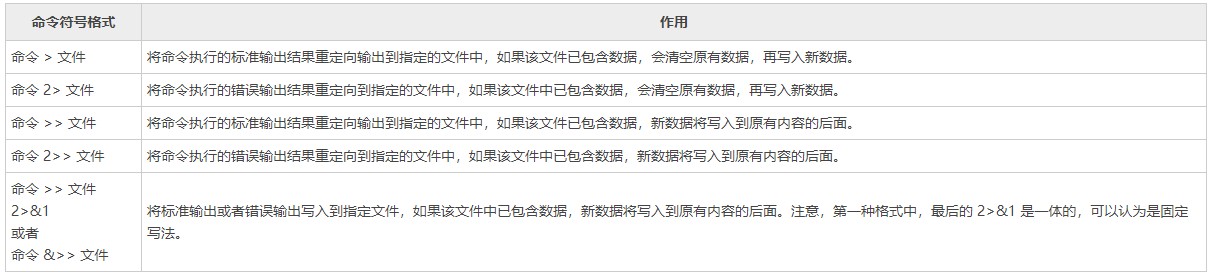 命令符号格式
作用
命令 > 文件
将命令执行的标准输出结果重定向输出到指定的文件中，如果该文件已包含数据，会清空原有数据，再写入新数据。
命令 2> 文件
将命令执行的错误输出结果重定向到指定的文件中，如果该文件中已包含数据，会清空原有数据，再写入新数据。
命令 >> 文件
将命令执行的标准输出结果重定向输出到指定的文件中，如果该文件已包含数据，新数据将写入到原有内容的后面。
命令 2>> 文件
将命令执行的错误输出结果重定向到指定的文件中，如果该文件中已包含数据，新数据将写入到原有内容的后面。
命令 >> 文件
2>&1
或者
命令 &>> 文件
将标准输出或者错误输出写入到指定文件，如果该文件中已包含数据，新数据将写入到原有内容的后面。注意，第一种格式中，最后的 2>&1 是一体的，可以认为是固定
写法。